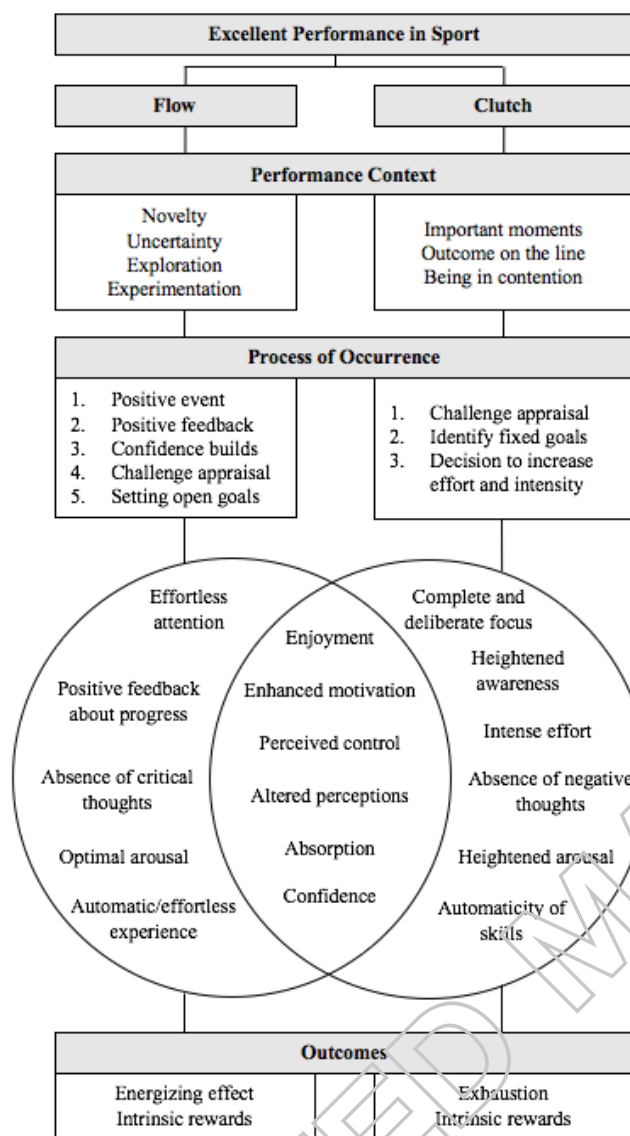 Excellent Performance in Sport
Flow
Clutch
Performance Context
Novelty
Uncertainty
Exploration
Experimentation
Important moments
Outcome on the line
Being in contention
Process of Occurrence
1. Positive event
2. Positive feedback
3. Confidence builds
4. Challenge appraisal
5. Setting open goals
1. Challenge appraisal
2. Identify fixed goals
3. Decision to increase
effort and intensity
Effortless
attention
Positive feedback
about progress
Absence of critical
thoughts
Optimal arousal
Automatic/effortless
experience
Enjoyment
Enhanced motivation
Perceived control
Altered perceptions
Absorption
Confidence
Complete and
deliberate focus
Heightened
awareness
Intense effort
Absence of negative
thoughts
Heightened arousal
Automaticity of
skills
Outcomes
Energizing effect
Intrinsic rewards
Exhaustion
Intrinsic rewards